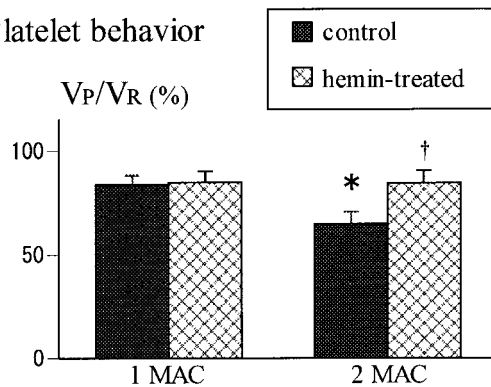 latelet behavior
control
hemin-treated
VP/VR (%)
100
†
*
50
0
1 MAC
2 MAC